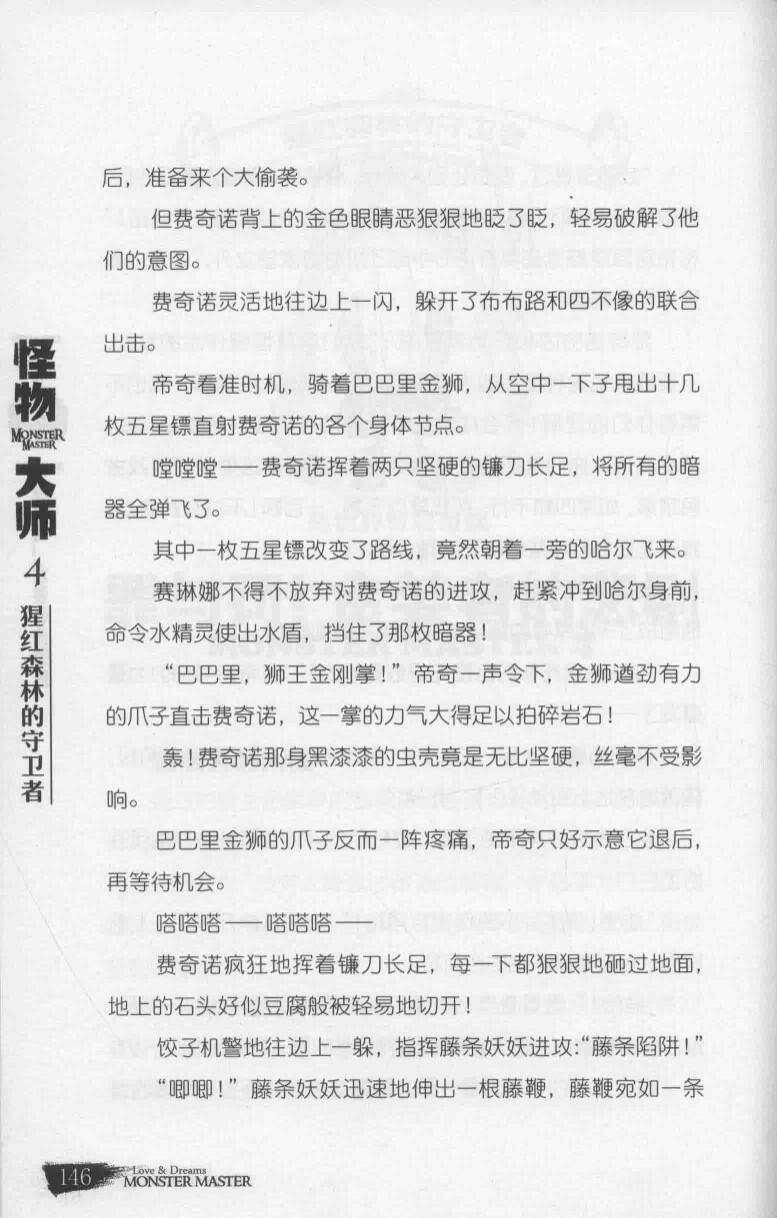 后，准备来个大偷袭。
但费奇诺背上的金色眼睛恶狠狠地眨了眨，轻易破解了他
们的意图。
费奇诺灵活地往边上一闪，躲开了布布路和四不像的联合
出击。
帝奇看准时机，骑着巴巴里金狮，从空中一下子甩出十几
枚五星镖直射费奇诺的各个身体节点。
嘡嘡嘡——费奇诺挥着两只坚硬的镰刀长足，将所有的暗
器全弹飞了。
其中一枚五星镖改变了路线，竟然朝着一旁的哈尔飞来。
赛琳娜不得不放弃对费奇诺的进攻，赶紧冲到哈尔身前，
命令水精灵使出水盾，挡住了那枚暗器！
“巴巴里，狮王金刚掌！”帝奇一声令下，金狮遒劲有力
的爪子直击费奇诺，这一掌的力气大得足以拍碎岩石！
轰！费奇诺那身黑漆漆的虫壳竟是无比坚硬，丝毫不受影
响。
巴巴里金狮的爪子反而一阵疼痛，帝奇只好示意它退后，
再等待机会。
嗒嗒嗒——嗒嗒嗒——
费奇诺疯狂地挥着镰刀长足，每一下都狠狠地砸过地面，
地上的石头好似豆腐般被轻易地切开！
饺子机警地往边上一躲，指挥藤条妖妖进攻：“藤条陷阱！”
“唧唧！”藤条妖妖迅速地伸出一根藤鞭，藤鞭宛如一条
怪物
MONSTER
MASTER
大师
4
猩红森林的守卫者
146
Love & Dreams
MONSTER MASTER